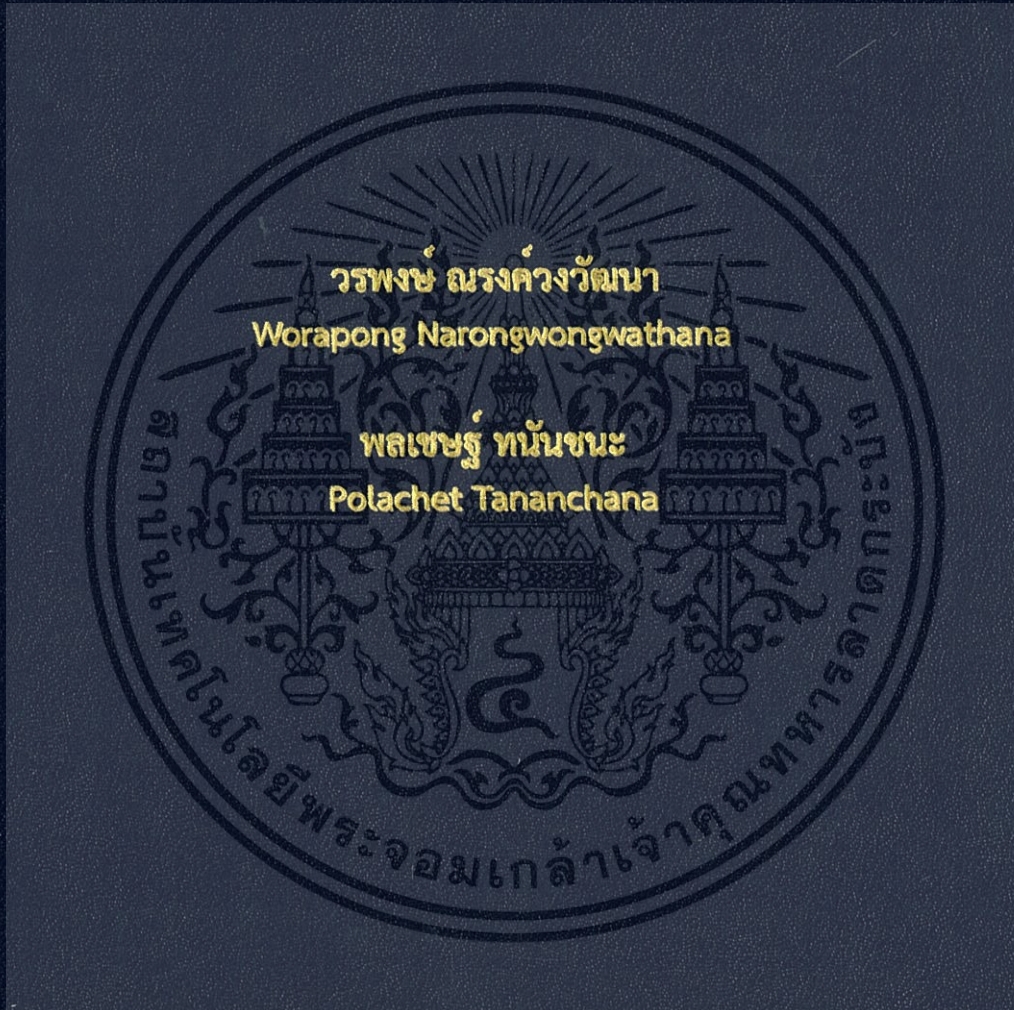 วรพงษ์ ณรงค์วงวัฒนา
Worapong Narongwongwathana
พลเชษฐ์ ทนันชนะ
Polachet Tananchana
สถาบันเทคโนโลยีพระจอมเกล้าเจ้าคุณทหารลาดกระบัง
๔